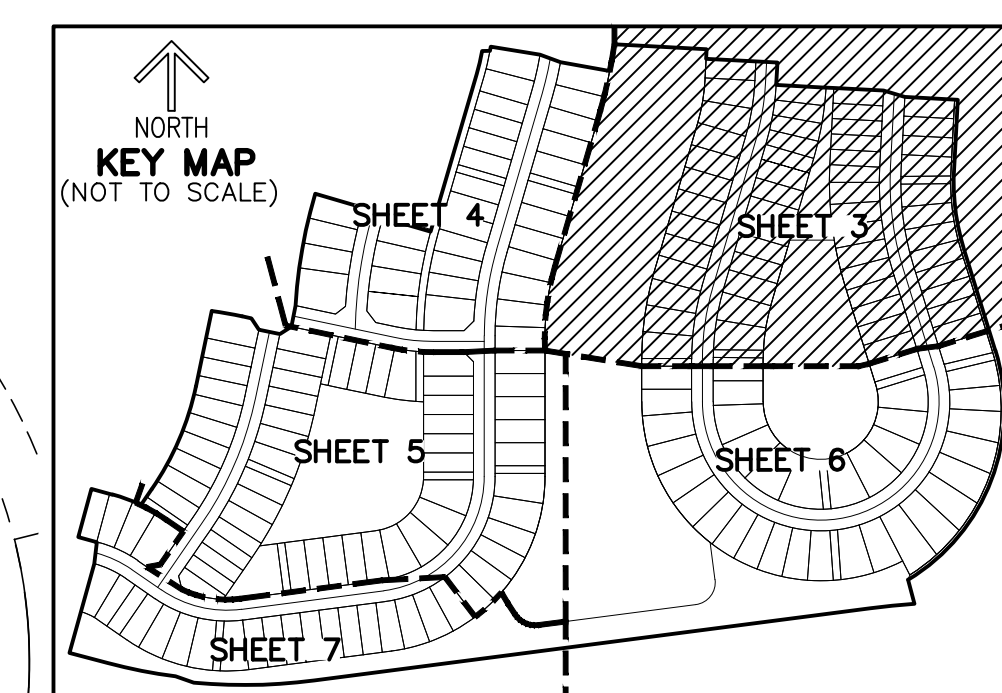 NORTH
KEY MAP
(NOT TO SCALE)
SHEET 4
SHEET 3
SHEET 5
SHEET 6
SHEET 7